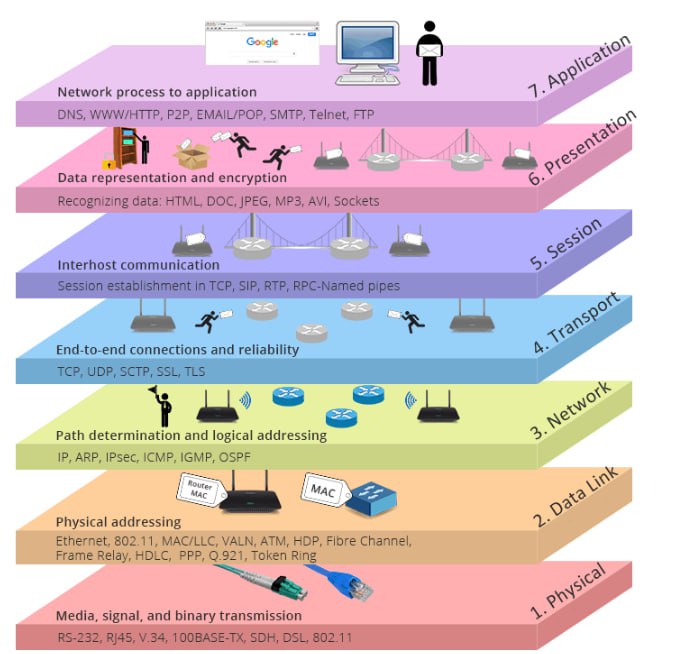 Google
7. Application
Network process to application
DNS, WWW/HTTP, P2P, EMAIL/POP, SMTP, Telnet, FTP
6. Presentation
Data representation and encryption
Recognizing data: HTML, DOC, JPEG, MP3, AVI, Sockets
5. Session
Interhost communication
Session establishment in TCP, SIP, RTP, RPC-Named pipes
4. Transport
End-to-end connections and reliability
TCP, UDP, SCTP, SSL, TLS
3. Network
Path determination and logical addressing
IP, ARP, IPsec, ICMP, IGMP, OSPF
Router
MAC
MAC
2. Data Link
Physical addressing
Ethernet, 802.11, MAC/LLC, VALN, ATM, HDP, Fibre Channel,
Frame Relay, HDLC, PPP, Q.921, Token Ring
1. Physical
Media, signal, and binary transmission
RS-232, RJ45, V.34, 100BASE-TX, SDH, DSL, 802.11